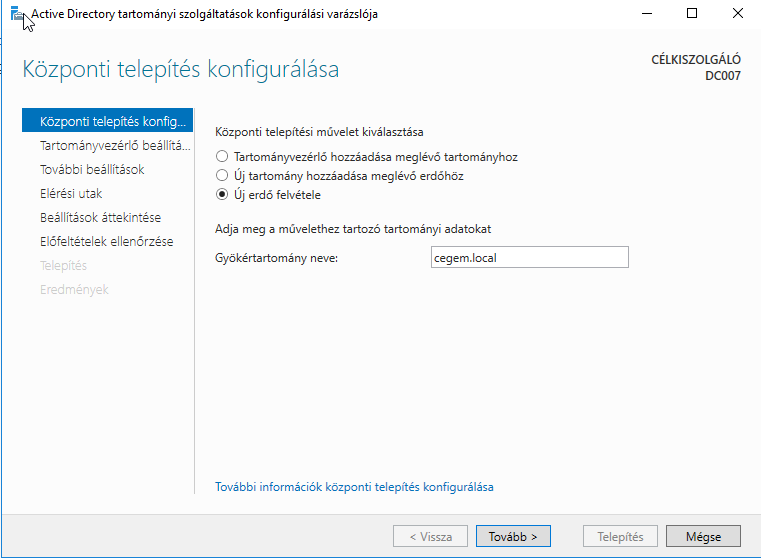 Active Directory tartományi szolgáltatások konfigurálási varázslója
Központi telepítés konfigurálása
CÉLKISZOLGÁLÓ
DC007
Központi telepítés konfig...
Tartományvezérlő beállítá...
További beállítások
Elérési utak
Beállítások áttekintése
Előfeltételek ellenőrzése
Telepítés
Eredmények
Központi telepítési művelet kiválasztása
Tartományvezérlő hozzáadása meglévő tartományhoz
Új tartomány hozzáadása meglévő erdőhöz
Új erdő felvétele
Adja meg a művelethez tartozó tartományi adatokat
Gyökértartomány neve: cegem.local
További információk központi telepítés konfigurálása
< Vissza Tovább > Telepítés Mégse